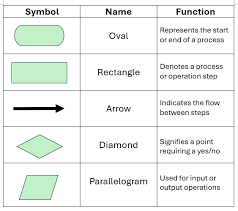 Symbol Name Function
Oval
Represents the start
or end of a process
Rectangle
Denotes a process
or operation step
Arrow
Indicates the flow
between steps
Diamond
Signifies a point
requiring a yes/no
Parallelogram
Used for input or
output operations